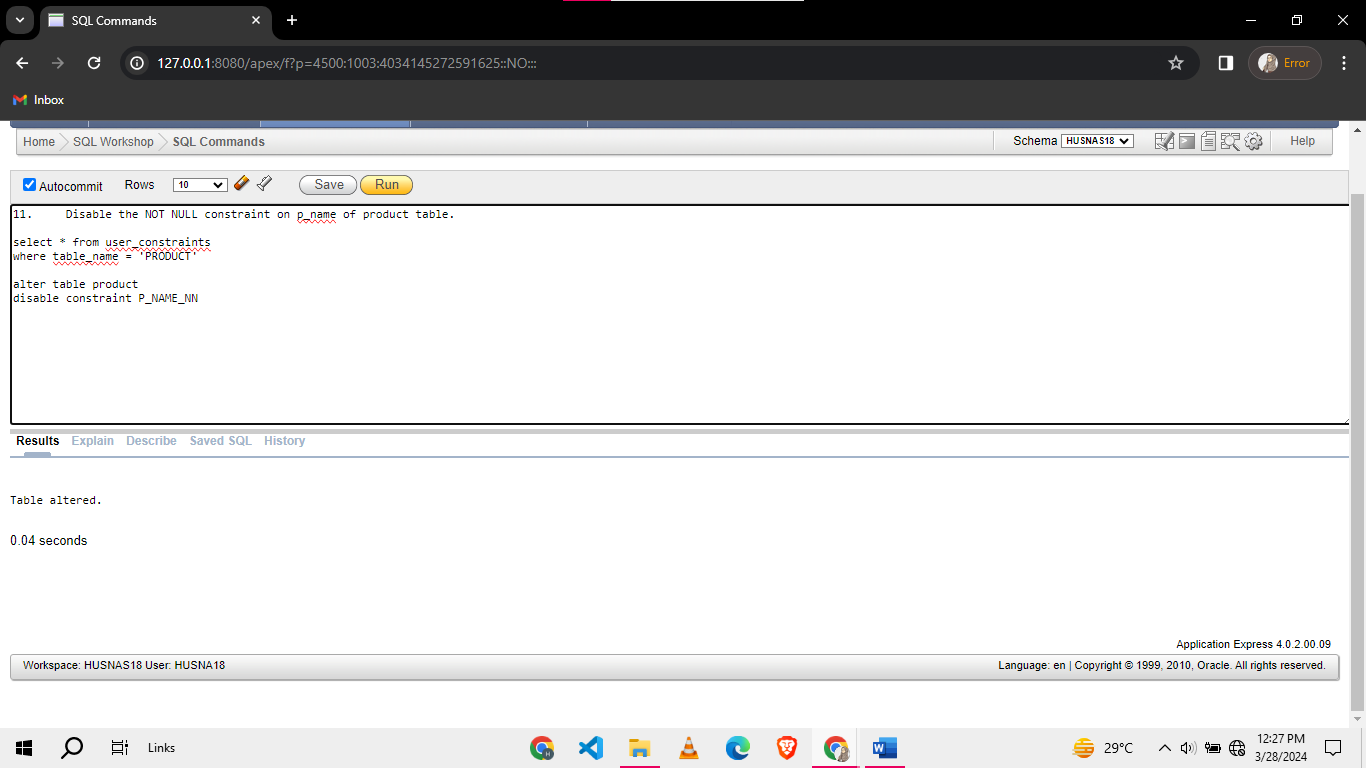 SQL Commands
127.0.0.1:8080/apex/f?p=4500:1003:4034145272591625::NO:::
Error
Inbox
Home SQL Workshop SQL Commands
Schema HUSNAS18 Help
Autocommit Rows 10 Save Run
11. Disable the NOT NULL constraint on p_name of product table.
select * from user_constraints
where table_name = 'PRODUCT'
alter table product
disable constraint P_NAME_NN
Results Explain Describe Saved SQL History
Table altered.
0.04 seconds
Application Express 4.0.2.00.09
Workspace: HUSNAS18 User: HUSNA18
Language: en | Copyright © 1999, 2010, Oracle. All rights reserved.
Links
29°C
12:27 PM
3/28/2024